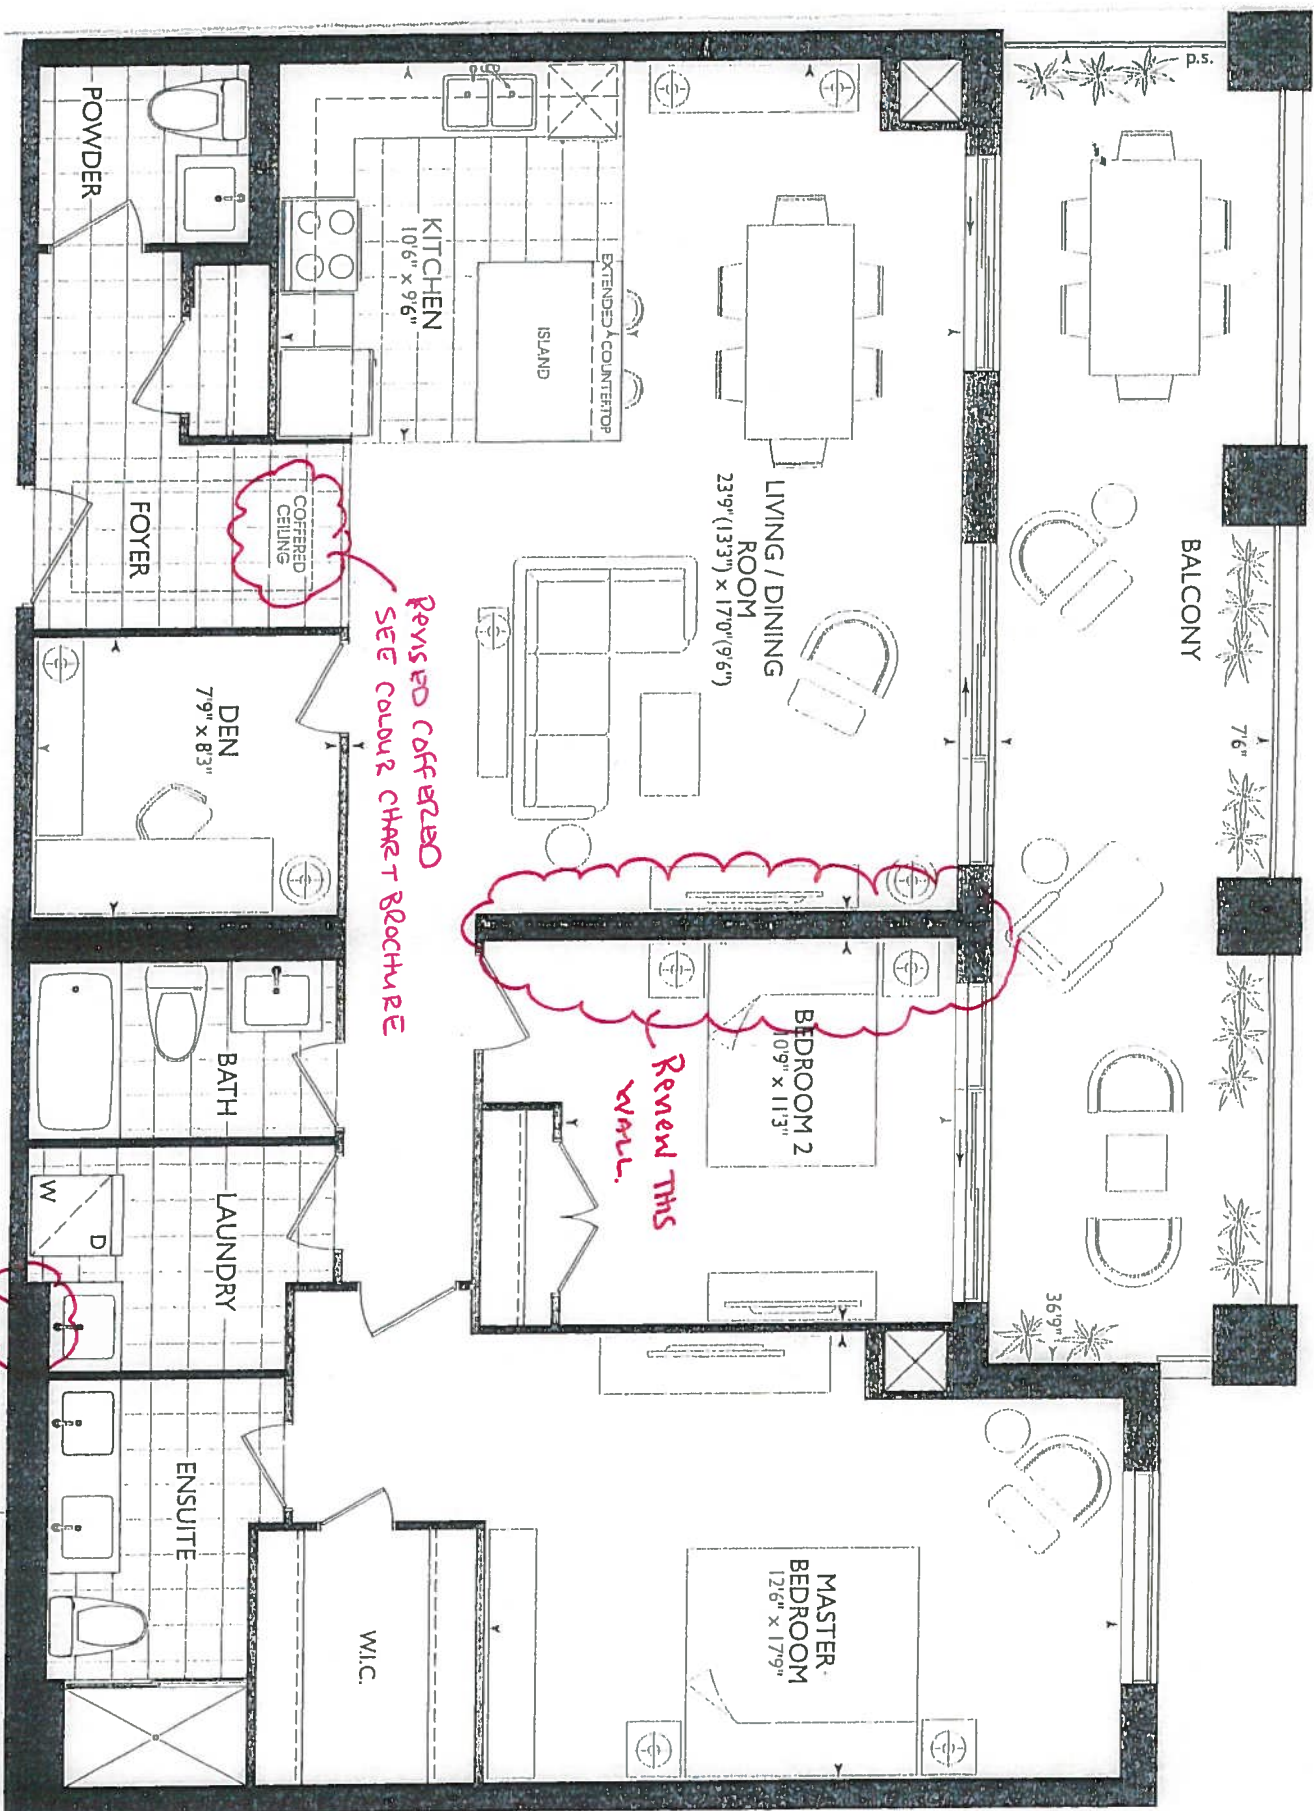 p.s.
BALCONY
7'6"
36'9"
POWDER
KITCHEN
10'6" x 9'6"
EXTENDED COUNTERTOP
ISLAND
LIVING / DINING
ROOM
23'9"(13'3") x 17'0"(9'6")
FOYER
COFFERED
CEILING
REVISED COFFERED
SEE COLOUR CHART BROCHURE
DEN
7'9" x 8'3"
BATH
LAUNDRY
W
D
BEDROOM 2
10'9" x 11'3"
Review THIS
WALL.
ENSUITE
W.I.C.
MASTER
BEDROOM
12'6" x 17'9"